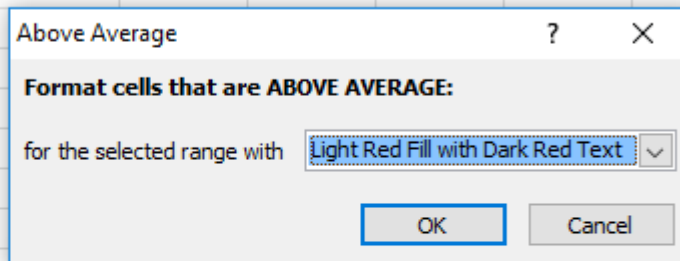 Above Average ?
Format cells that are ABOVE AVERAGE:
for the selected range with Light Red Fill with Dark Red Text
OK Cancel